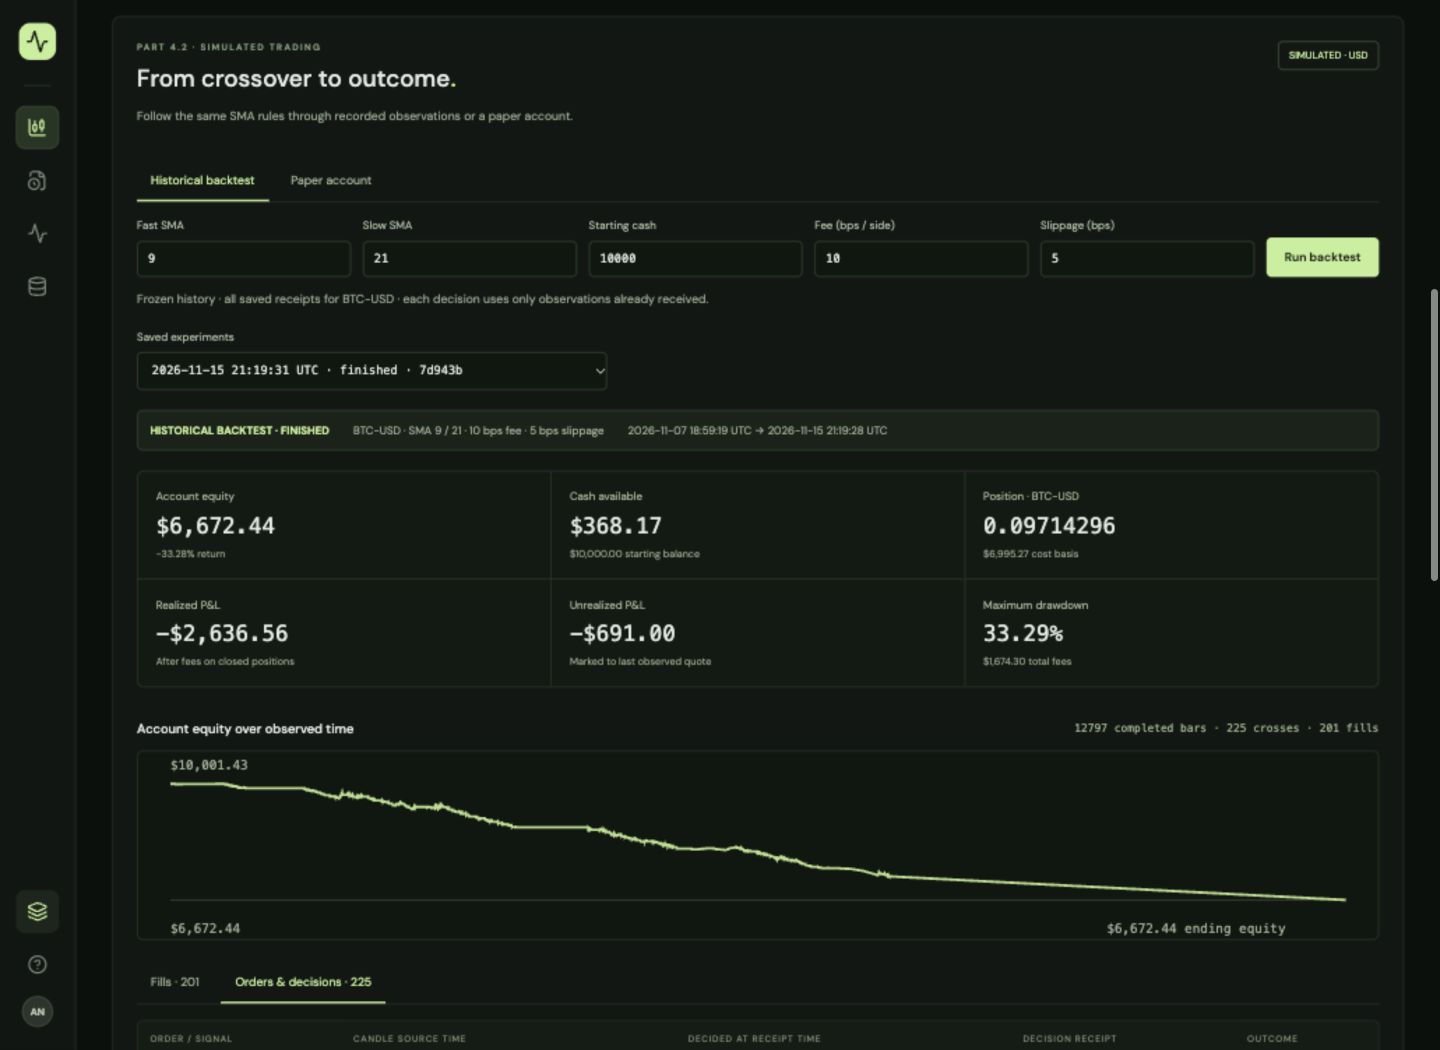 PART 4.2 · SIMULATED TRADING
SIMULATED · USD
From crossover to outcome.
Follow the same SMA rules through recorded observations or a paper account.
Historical backtest Paper account
Fast SMA Slow SMA Starting cash Fee (bps / side) Slippage (bps)
9 21 10000 10 5 Run backtest
Frozen history · all saved receipts for BTC-USD · each decision uses only observations already received.
Saved experiments
2026-11-15 21:19:31 UTC · finished · 7d943b
HISTORICAL BACKTEST · FINISHED BTC-USD · SMA 9 / 21 · 10 bps fee · 5 bps slippage 2026-11-07 18:59:19 UTC → 2026-11-15 21:19:28 UTC
Account equity Cash available Position · BTC-USD
$6,672.44 $368.17 0.09714296
-33.28% return $10,000.00 starting balance $6,995.27 cost basis
Realized P&L Unrealized P&L Maximum drawdown
−$2,636.56 −$691.00 33.29%
After fees on closed positions Marked to last observed quote $1,674.30 total fees
Account equity over observed time 12797 completed bars · 225 crosses · 201 fills
$10,001.43
$6,672.44 $6,672.44 ending equity
Fills · 201 Orders & decisions · 225
ORDER / SIGNAL CANDLE SOURCE TIME DECIDED AT RECEIPT TIME DECISION RECEIPT OUTCOME
AN